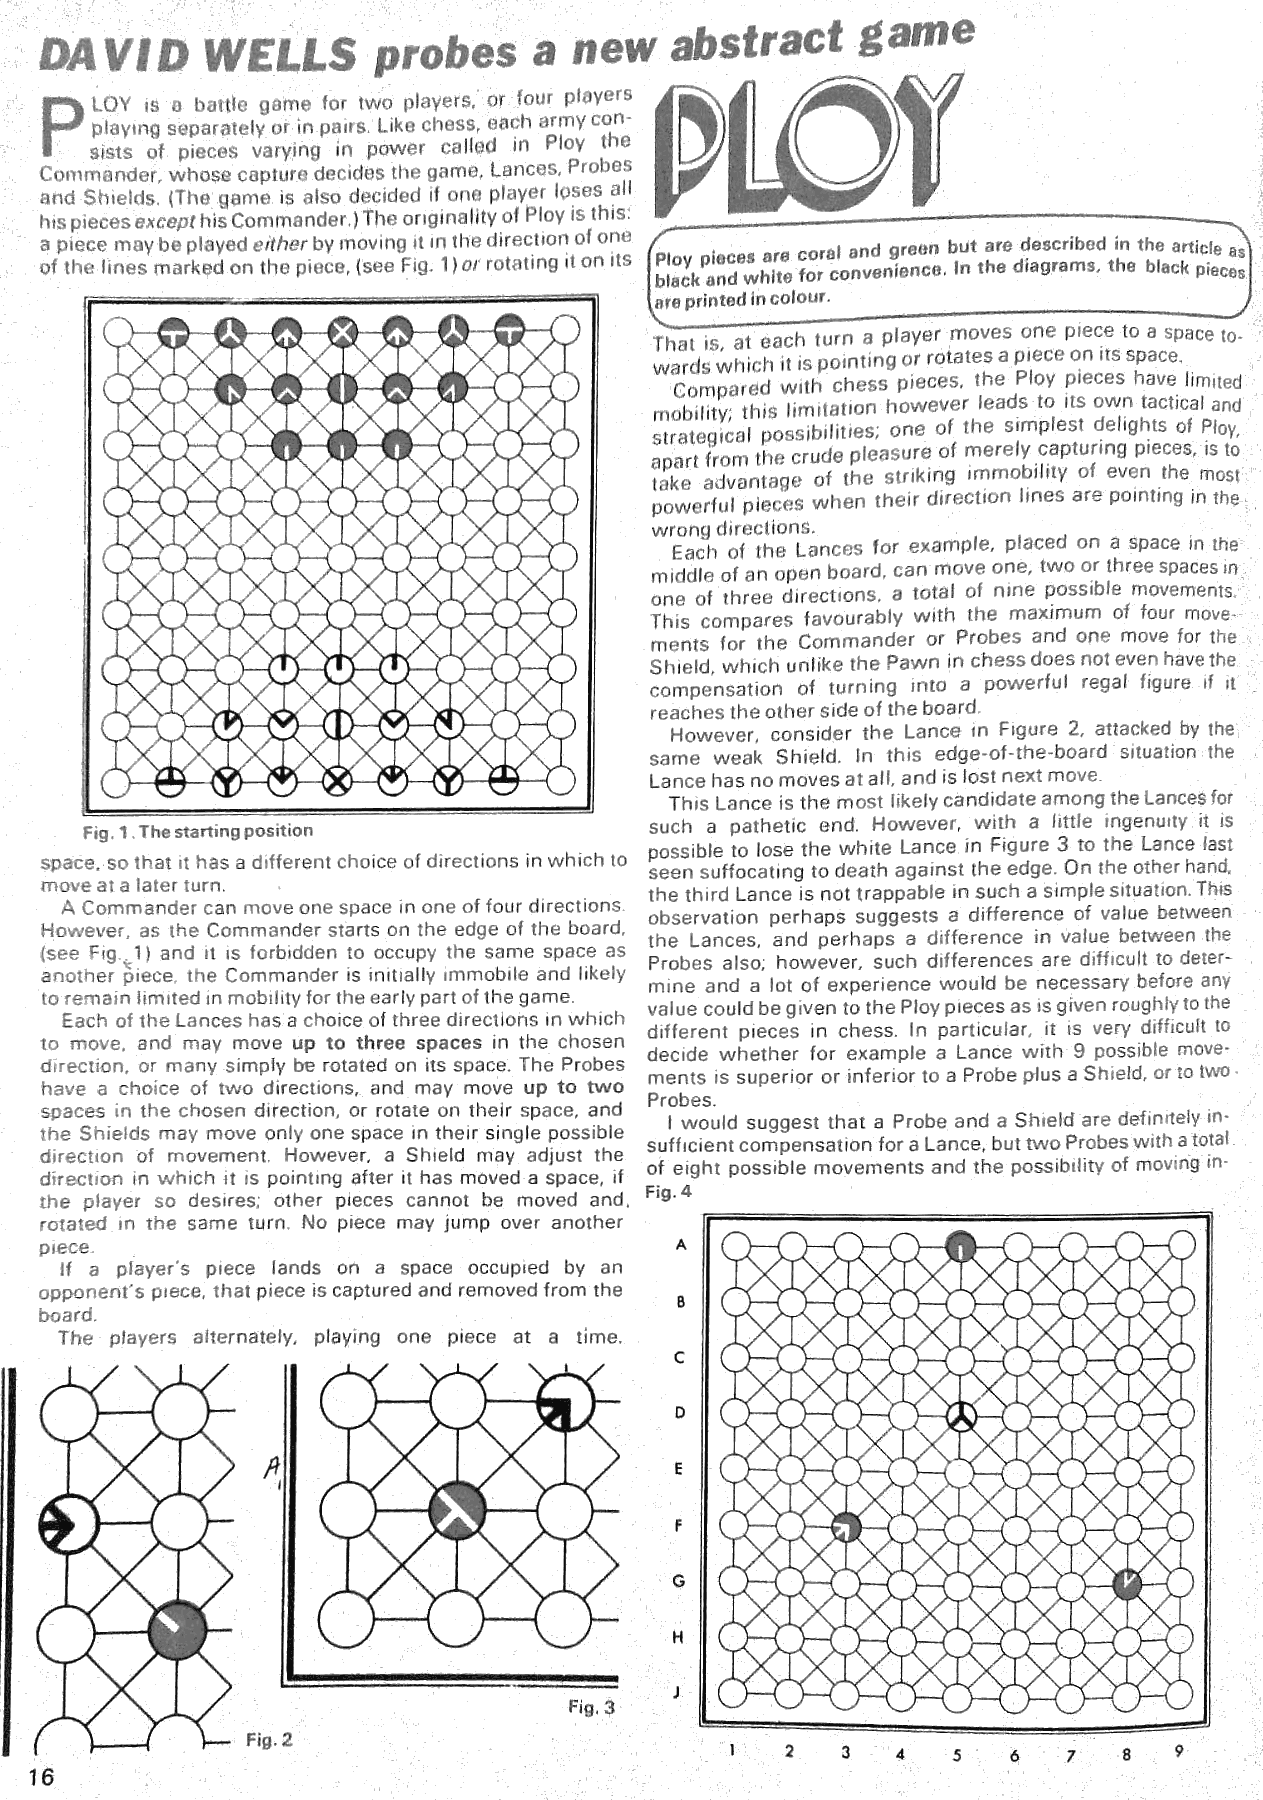 DAVID WELLS probes a new abstract game
PLOY
PLOY is a battle game for two players, or four players
playing separately or in pairs. Like chess, each army con-
sists of pieces varying in power called in Ploy the
Commander, whose capture decides the game, Lances, Probes
and Shields. (The game is also decided if one player loses all
his pieces except his Commander.) The originality of Ploy is this:
a piece may be played either by moving it in the direction of one
of the lines marked on the piece, (see Fig. 1) or rotating it on its
Fig. 1. The starting position
space, so that it has a different choice of directions in which to
move at a later turn.
A Commander can move one space in one of four directions.
However, as the Commander starts on the edge of the board,
(see Fig. 1) and it is forbidden to occupy the same space as
another piece, the Commander is initially immobile and likely
to remain limited in mobility for the early part of the game.
Each of the Lances has a choice of three directions in which
to move, and may move up to three spaces in the chosen
direction, or many simply be rotated on its space. The Probes
have a choice of two directions, and may move up to two
spaces in the chosen direction, or rotate on their space, and
the Shields may move only one space in their single possible
direction of movement. However, a Shield may adjust the
direction in which it is pointing after it has moved a space, if
the player so desires; other pieces cannot be moved and,
rotated in the same turn. No piece may jump over another
piece.
If a player's piece lands on a space occupied by an
opponent's piece, that piece is captured and removed from the
board.
The players alternately, playing one piece at a time.
A
Fig. 2
Fig. 3
16
Ploy pieces are coral and green but are described in the article as
black and white for convenience. In the diagrams, the black pieces
are printed in colour.
That is, at each turn a player moves one piece to a space to-
wards which it is pointing or rotates a piece on its space.
Compared with chess pieces, the Ploy pieces have limited
mobility; this limitation however leads to its own tactical and
strategical possibilities; one of the simplest delights of Ploy,
apart from the crude pleasure of merely capturing pieces, is to
take advantage of the striking immobility of even the most
powerful pieces when their direction lines are pointing in the
wrong directions.
Each of the Lances for example, placed on a space in the
middle of an open board, can move one, two or three spaces in
one of three directions, a total of nine possible movements.
This compares favourably with the maximum of four move-
ments for the Commander or Probes and one move for the
Shield, which unlike the Pawn in chess does not even have the
compensation of turning into a powerful regal figure if it
reaches the other side of the board.
However, consider the Lance in Figure 2, attacked by the
same weak Shield. In this edge-of-the-board situation the
Lance has no moves at all, and is lost next move.
This Lance is the most likely candidate among the Lances for
such a pathetic end. However, with a little ingenuity it is
possible to lose the white Lance in Figure 3 to the Lance last
seen suffocating to death against the edge. On the other hand,
the third Lance is not trappable in such a simple situation. This
observation perhaps suggests a difference of value between
the Lances, and perhaps a difference in value between the
Probes also; however, such differences are difficult to deter-
mine and a lot of experience would be necessary before any
value could be given to the Ploy pieces as is given roughly to the
different pieces in chess. In particular, it is very difficult to
decide whether for example a Lance with 9 possible move-
ments is superior or inferior to a Probe plus a Shield, or to two
Probes.
I would suggest that a Probe and a Shield are definitely in-
sufficient compensation for a Lance, but two Probes with a total
of eight possible movements and the possibility of moving in-
Fig. 4
A
B
C
D
E
F
G
H
J
1 2 3 4 5 6 7 8 9